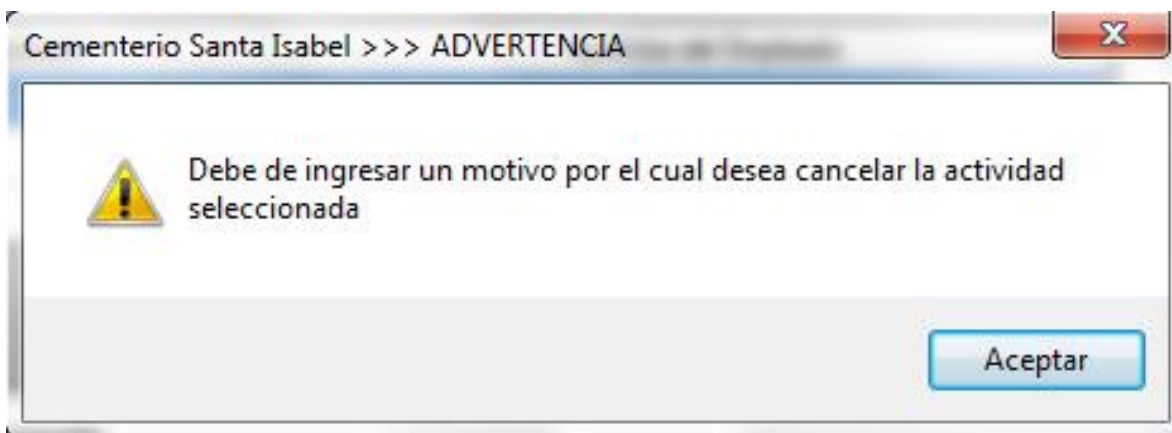 Cementerio Santa Isabel >>> ADVERTENCIA
Debe de ingresar un motivo por el cual desea cancelar la actividad
seleccionada
Aceptar